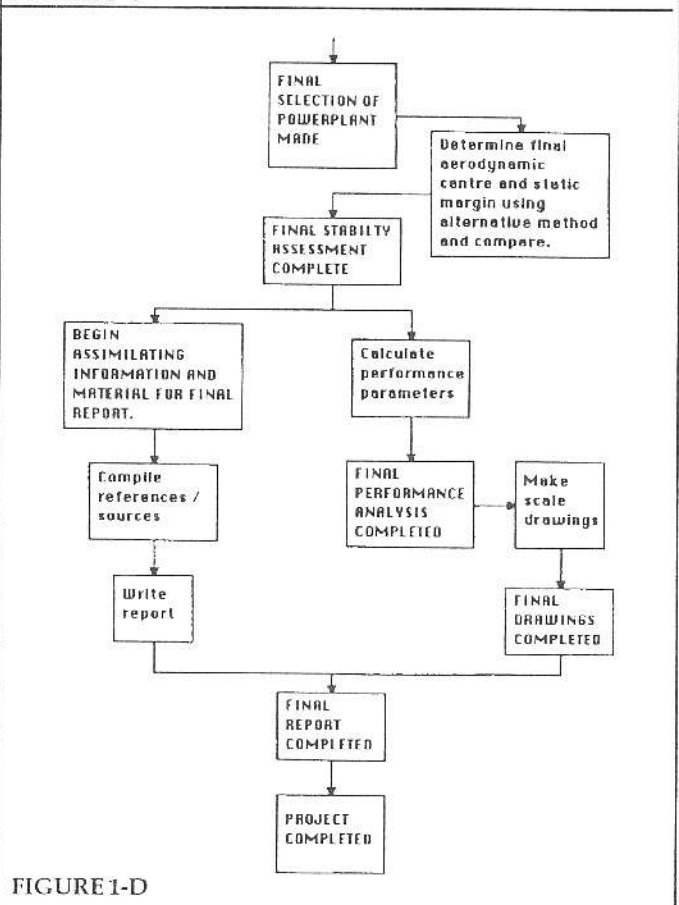 FINAL
SELECTION OF
POWERPLANT
MADE
Determine final
aerodynamic
centre and static
margin using
alternative method
and compare.
FINAL STABILTY
ASSESSMENT
COMPLETE
BEGIN
ASSIMILATING
INFORMATION AND
MATERIAL FOR FINAL
REPORT.
Calculate
performance
parameters
Compile
references /
sources
FINAL
PERFORMANCE
ANALYSIS
COMPLETED
Make
scale
drawings
Write
report
FINAL
DRAWINGS
COMPLETED
FINAL
REPORT
COMPLETED
PROJECT
COMPLETED
FIGURE 1-D